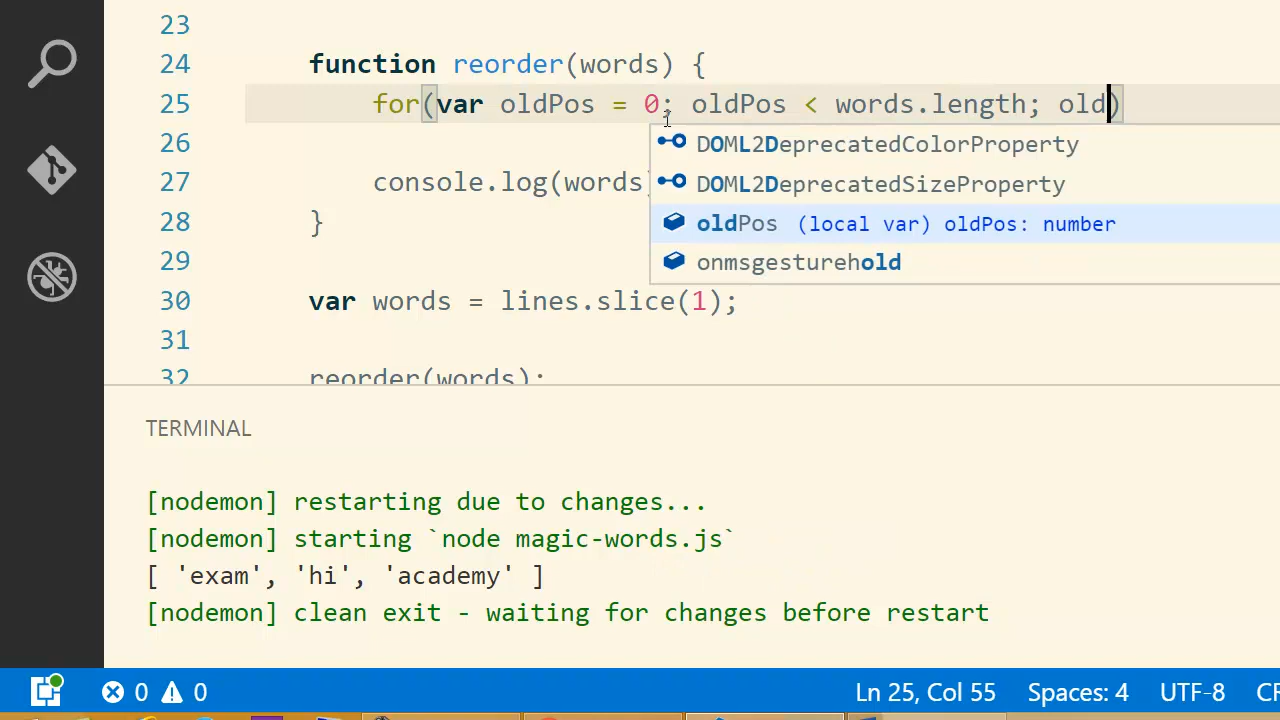 23
24 function reorder(words) {
25 for(var oldPos = 0; oldPos < words.length; old)
DOML2DeprecatedColorProperty
26
DOML2DeprecatedSizeProperty
27 console.log(words)
oldPos (local var) oldPos: number
28 }
onmsgesturehold
29
30 var words = lines.slice(1);
31
32 reorder(words);
TERMINAL
[nodemon] restarting due to changes...
[nodemon] starting `node magic-words.js`
[ 'exam', 'hi', 'academy' ]
[nodemon] clean exit - waiting for changes before restart
0 0 Ln 25, Col 55 Spaces: 4 UTF-8 CR